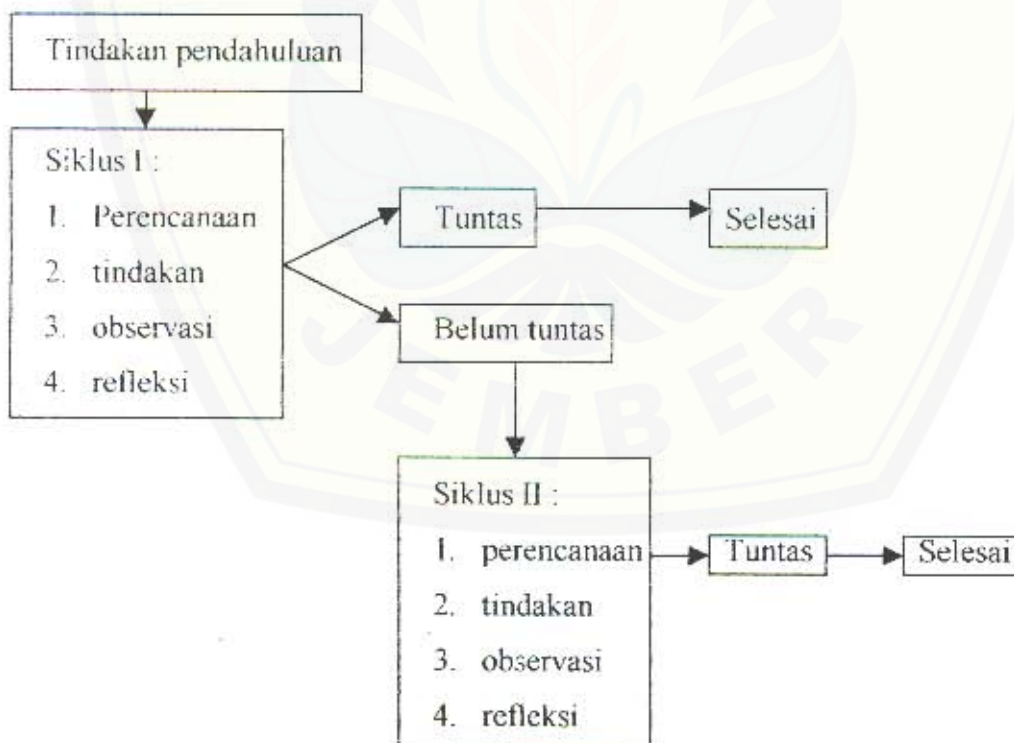 Tindakan pendahuluan
Siklus I :
1. Perencanaan
2. tindakan
3. observasi
4. refleksi
Tuntas
Selesai
Belum tuntas
Siklus II :
1. perencanaan
2. tindakan
3. observasi
4. refleksi
Tuntas
Selesai
JEMBER